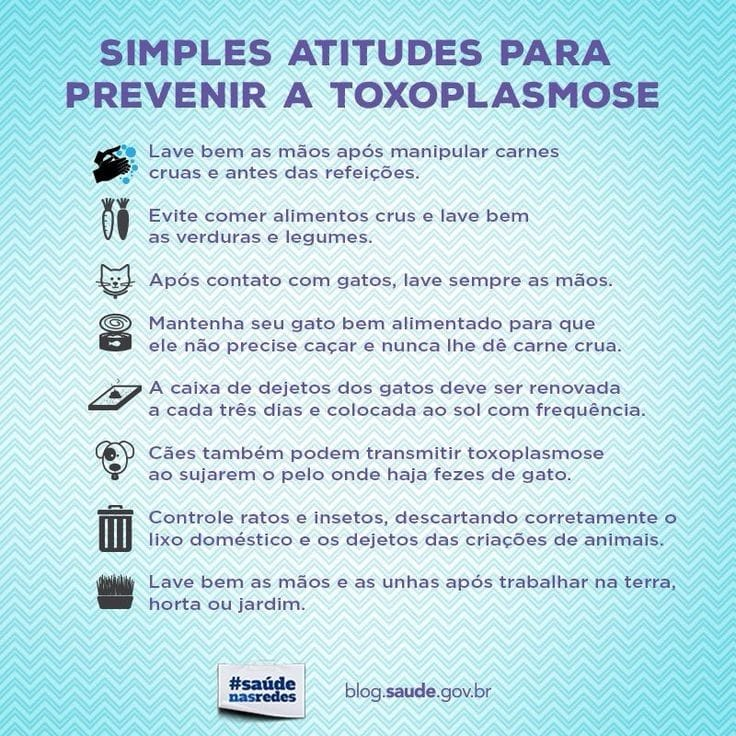 SIMPLES ATITUDES PARA
PREVENIR A TOXOPLASMOSE
Lave bem as mãos após manipular carnes
cruas e antes das refeições.
Evite comer alimentos crus e lave bem
as verduras e legumes.
Após contato com gatos, lave sempre as mãos.
Mantenha seu gato bem alimentado para que
ele não precise caçar e nunca lhe dê carne crua.
A caixa de dejetos dos gatos deve ser renovada
a cada três dias e colocada ao sol com frequência.
Cães também podem transmitir toxoplasmose
ao sujarem o pelo onde haja fezes de gato.
Controle ratos e insetos, descartando corretamente o
lixo doméstico e os dejetos das criações de animais.
Lave bem as mãos e as unhas após trabalhar na terra,
horta ou jardim.
#saúde
nasredes
blog.saude.gov.br